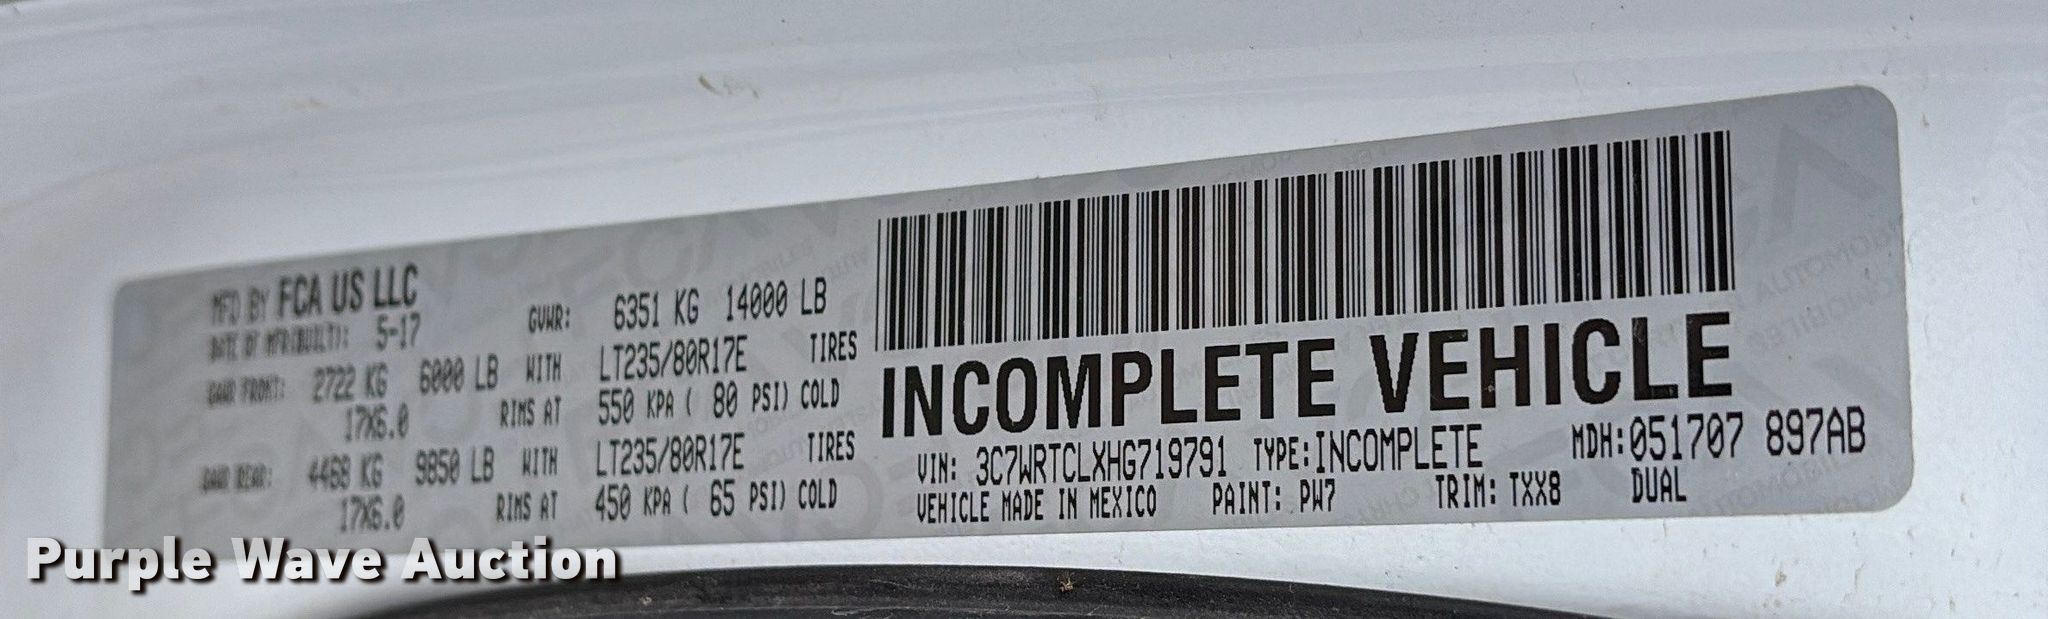 MFD BY FCA US LLC
DATE OF MFR(BUILT): 5-17
GVWR: 6351 KG 14000 LB
GAWR FRONT: 2722 KG 6000 LB WITH LT235/80R17E TIRES
17X6.0 RIMS AT 550 KPA ( 80 PSI) COLD
GAWR REAR: 4468 KG 9850 LB WITH LT235/80R17E TIRES
17X6.0 RIMS AT 450 KPA ( 65 PSI) COLD
INCOMPLETE VEHICLE
VIN: 3C7WRTCLXHG719791 TYPE:INCOMPLETE MDH:051707 897AB
VEHICLE MADE IN MEXICO PAINT: PW7 TRIM: TXX8 DUAL
Purple Wave Auction